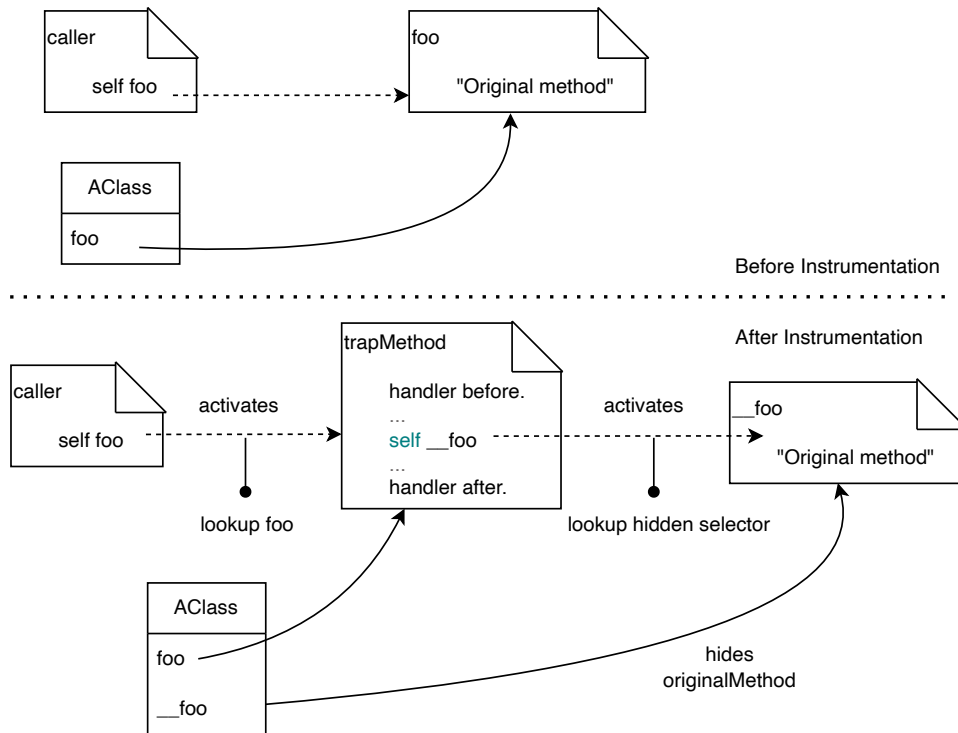 caller
self foo
foo
"Original method"
AClass
foo
Before Instrumentation
After Instrumentation
caller
self foo
activates
lookup foo
trapMethod
handler before.
...
self __foo
...
handler after.
activates
lookup hidden selector
__foo
"Original method"
AClass
foo
__foo
hides
originalMethod